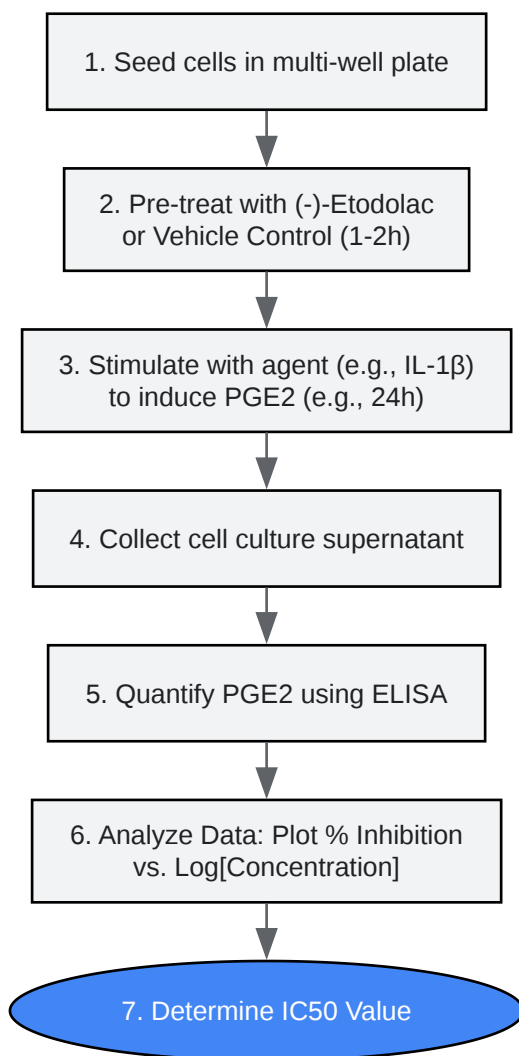 1. Seed cells in multi-well plate
2. Pre-treat with (-)-Etodolac
or Vehicle Control (1-2h)
3. Stimulate with agent (e.g., IL-1β)
to induce PGE2 (e.g., 24h)
4. Collect cell culture supernatant
5. Quantify PGE2 using ELISA
6. Analyze Data: Plot % Inhibition
vs. Log[Concentration]
7. Determine IC50 Value